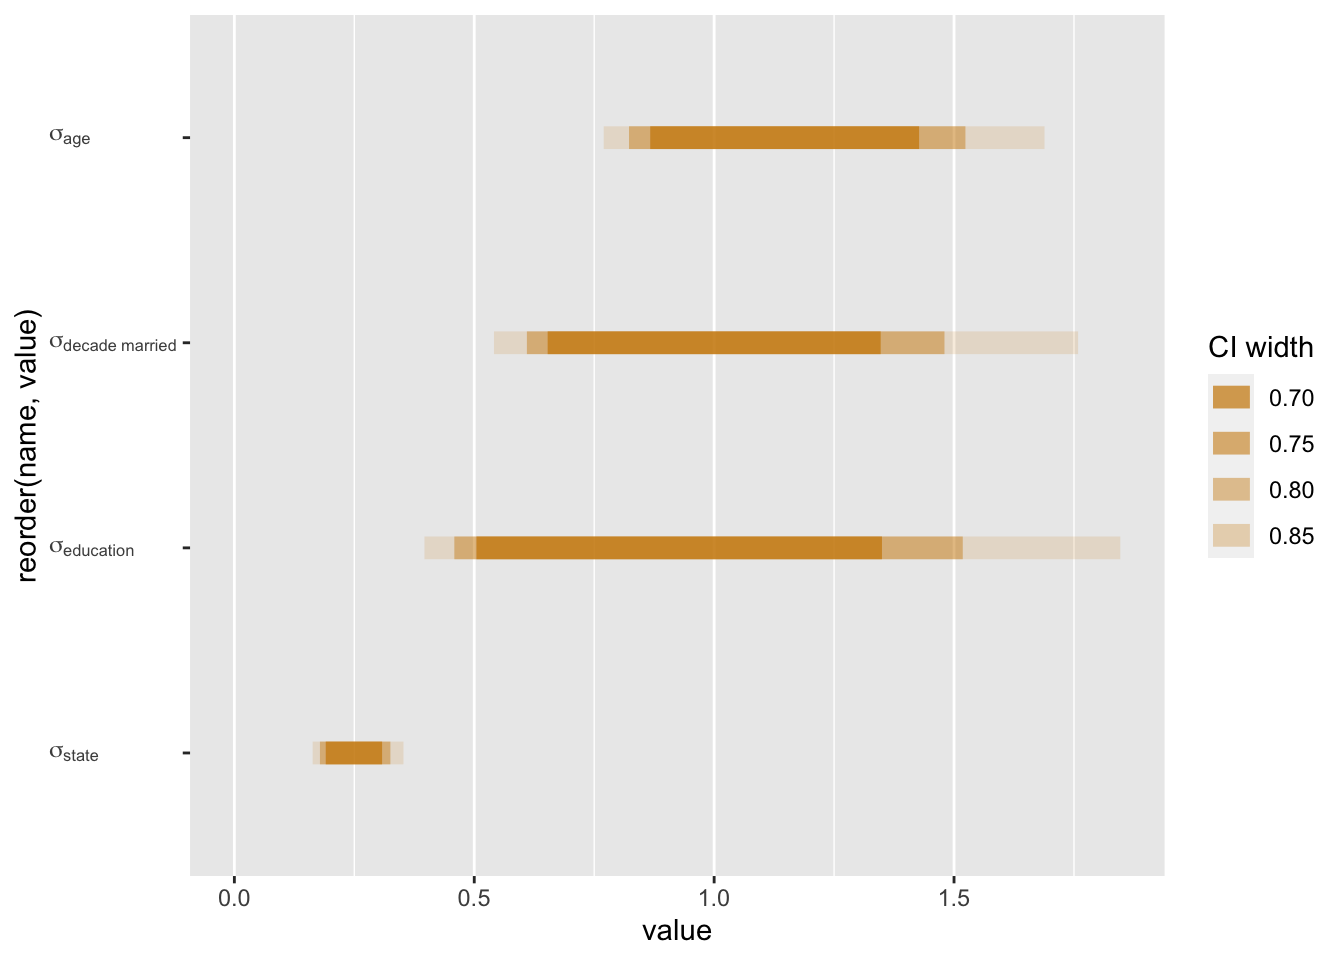 reorder(name, value)
σage
σdecade married
σeducation
σstate
0.0 0.5 1.0 1.5
value
CI width
0.70
0.75
0.80
0.85